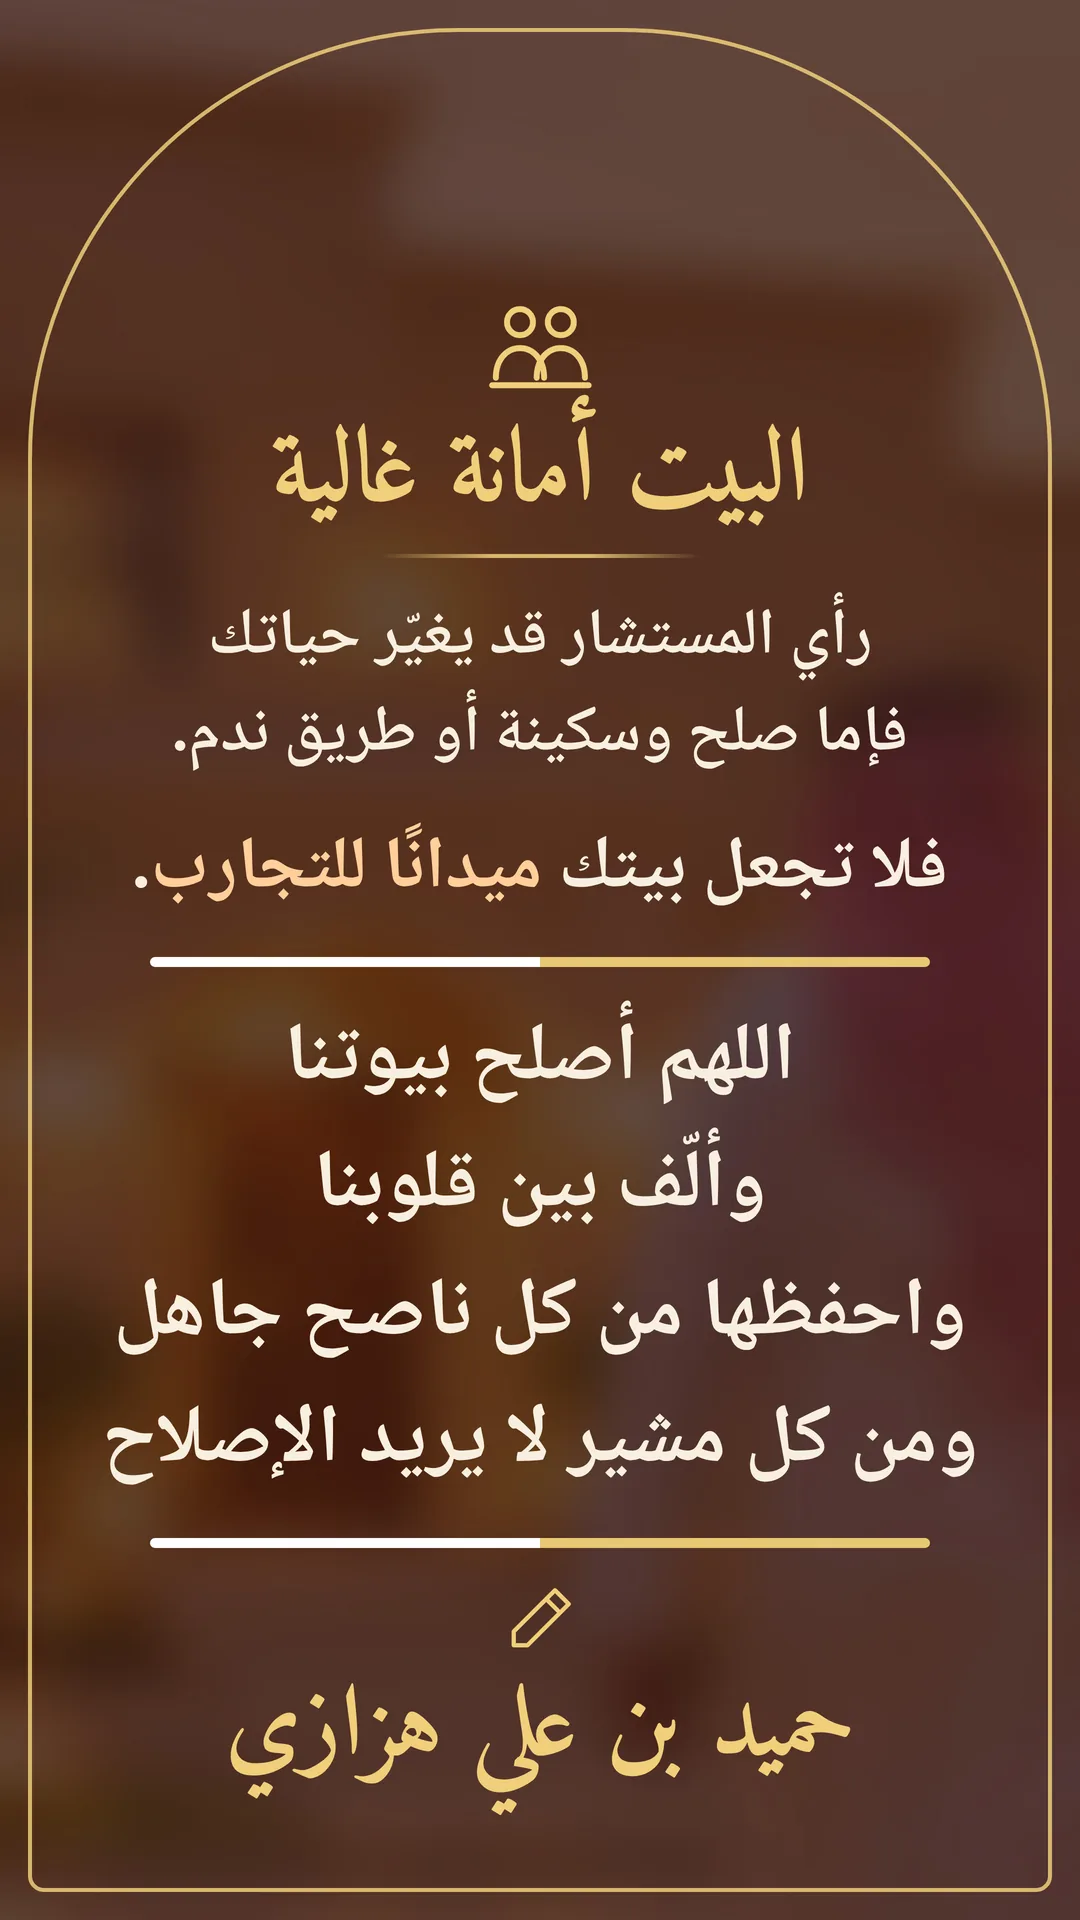 البيت أمانة غالية
رأي المستشار قد يغيّر حياتك
فإما صلح وسكينة أو طريق ندم.
فلا تجعل بيتك ميدانًا للتجارب.
اللهم أصلح بيوتنا
وألّف بين قلوبنا
واحفظها من كل ناصح جاهل
ومن كل مشير لا يريد الإصلاح
حميد بن علي هزازي